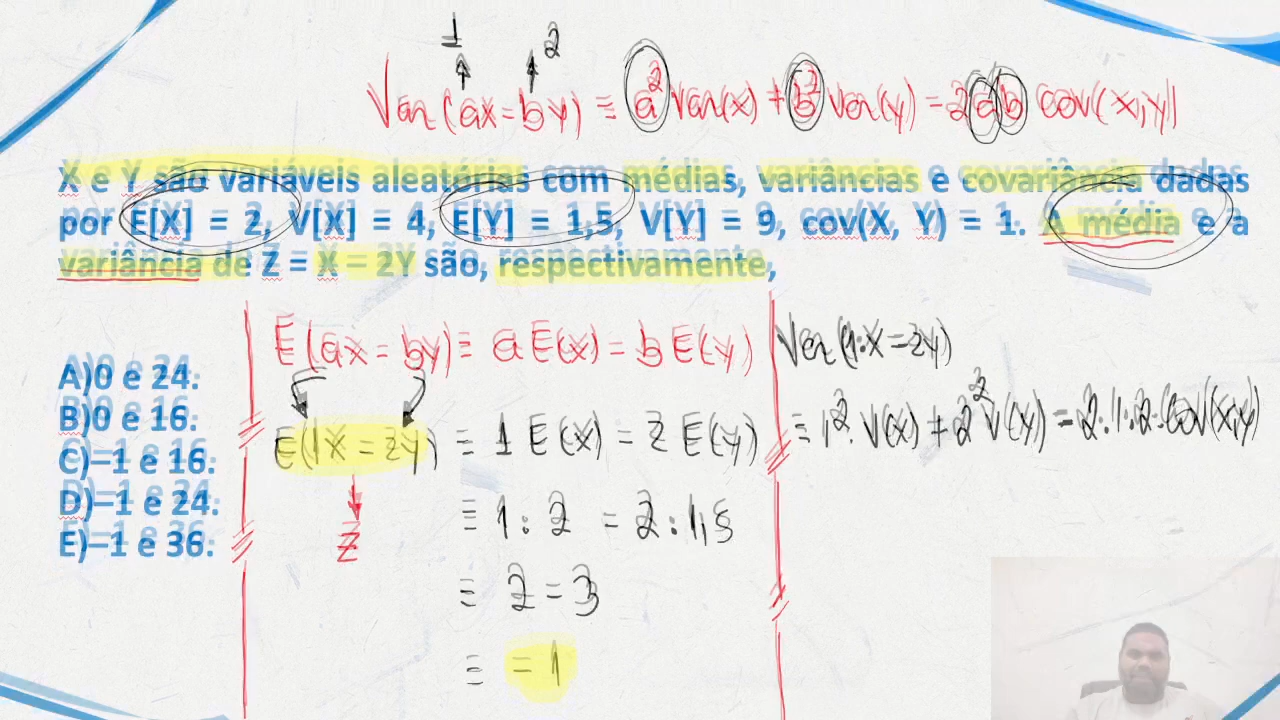 1 2
Var(ax - by) = a² Var(x) + b² Var(y) - 2ab cov(x,y)
X e Y são variáveis aleatórias com médias, variâncias e covariância dadas
por E[X] = 2, V[X] = 4, E[Y] = 1,5, V[Y] = 9, cov(X, Y) = 1. A média e a
variância de Z = X – 2Y são, respectivamente,
A)0 e 24.
B)0 e 16.
C)–1 e 16.
D)–1 e 24.
E)–1 e 36.
E(ax - by) = a E(x) - b E(y)
E(1x - 2y) = 1 E(x) - 2 E(y)
Z
= 1.2 - 2.1,5
= 2 - 3
= -1
Var(1.x - 2y)
= 1². V(x) + 2² V(y) - 2.1.2.cov(x,y)